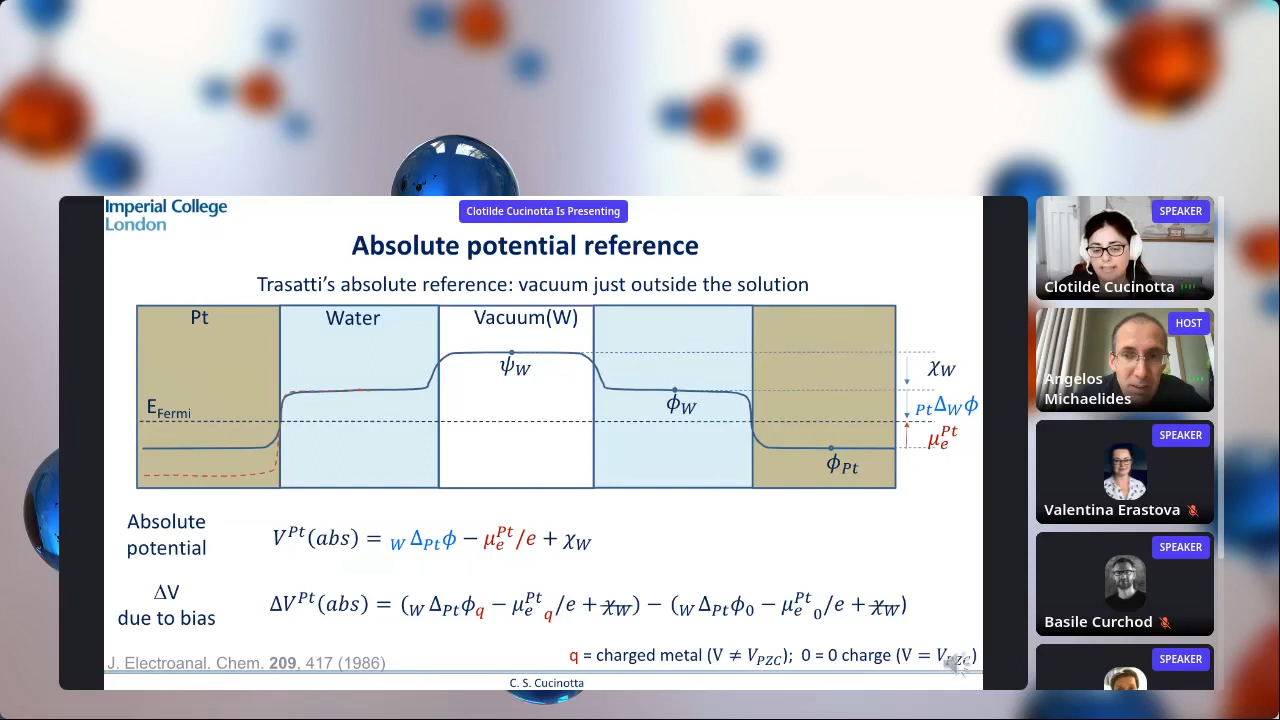 Imperial College
London
Clotilde Cucinotta Is Presenting
Absolute potential reference
Trasatti's absolute reference: vacuum just outside the solution
Pt
Water
Vacuum(W)
ψ_W
E_Fermi
ϕ_W
ϕ_Pt
χ_W
_PtΔ_Wϕ
μ_e^Pt
Absolute
potential
V^Pt(abs) = _WΔ_Ptϕ − μ_e^Pt/e + χ_W
ΔV
due to bias
ΔV^Pt(abs) = (_WΔ_Ptϕ_q − μ_e^Pt_q/e + χ_W) − (_WΔ_Ptϕ_0 − μ_e^Pt_0/e + χ_W)
q = charged metal (V ≠ V_PZC); 0 = 0 charge (V = V_PZC)
J. Electroanal. Chem. 209, 417 (1986)
C. S. Cucinotta
SPEAKER
Clotilde Cucinotta
HOST
Angelos
Michaelides
SPEAKER
Valentina Erastova
SPEAKER
Basile Curchod
SPEAKER